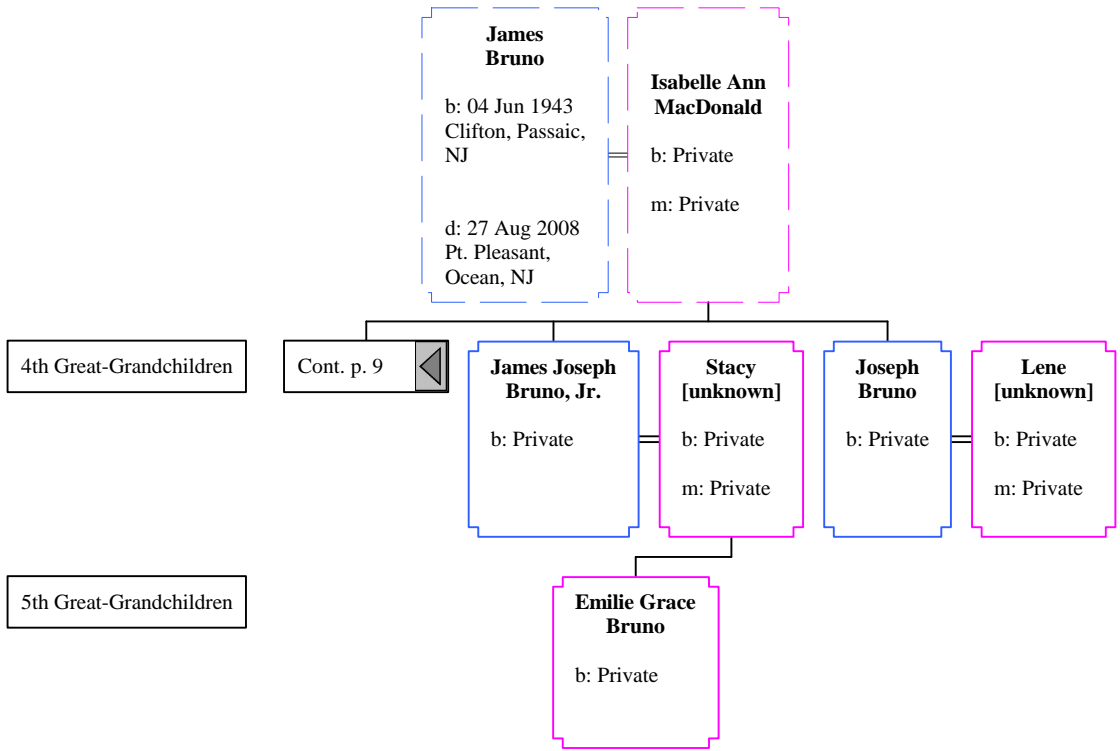 James
Bruno
b: 04 Jun 1943
Clifton, Passaic,
NJ
d: 27 Aug 2008
Pt. Pleasant,
Ocean, NJ
Isabelle Ann
MacDonald
b: Private
m: Private
4th Great-Grandchildren
Cont. p. 9
James Joseph
Bruno, Jr.
b: Private
Stacy
[unknown]
b: Private
m: Private
Joseph
Bruno
b: Private
Lene
[unknown]
b: Private
m: Private
5th Great-Grandchildren
Emilie Grace
Bruno
b: Private